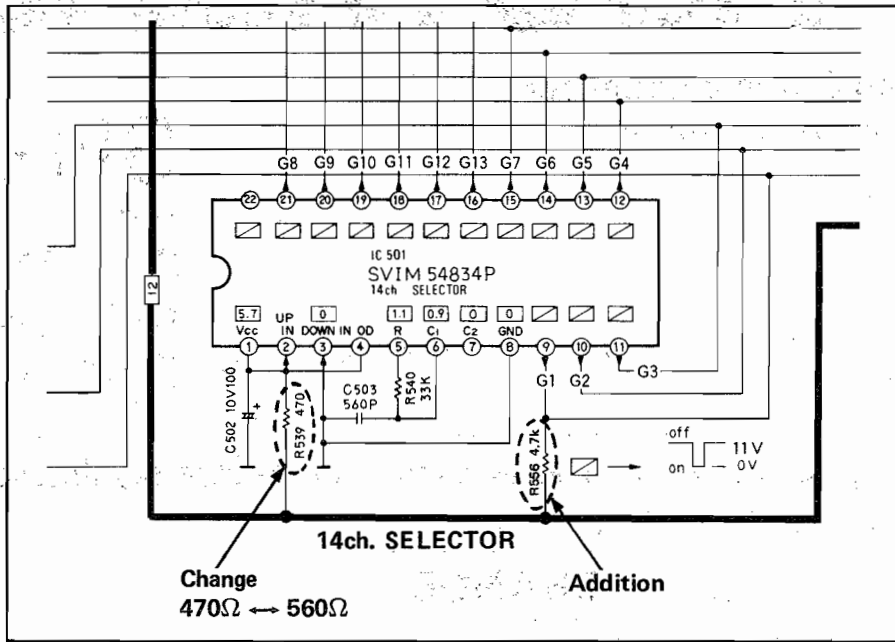 G8 G9 G10 G11 G12 G13 G7 G6 G5 G4
22 21 20 19 18 17 16 15 14 13 12
IC 501
SVIM 54834P
14ch SELECTOR
12
5.7 0 1.1 0.9 0 0
Vcc UP IN DOWN IN OD R C1 C2 GND
1 2 3 4 5 6 7 8 9 10 11
G1 G2 G3
C502 10V100
+
R539 470
C503
560P
R540
33K
R556 4.7k
off
on
11V
0V
14ch. SELECTOR
Change
470Ω ↔ 560Ω
Addition